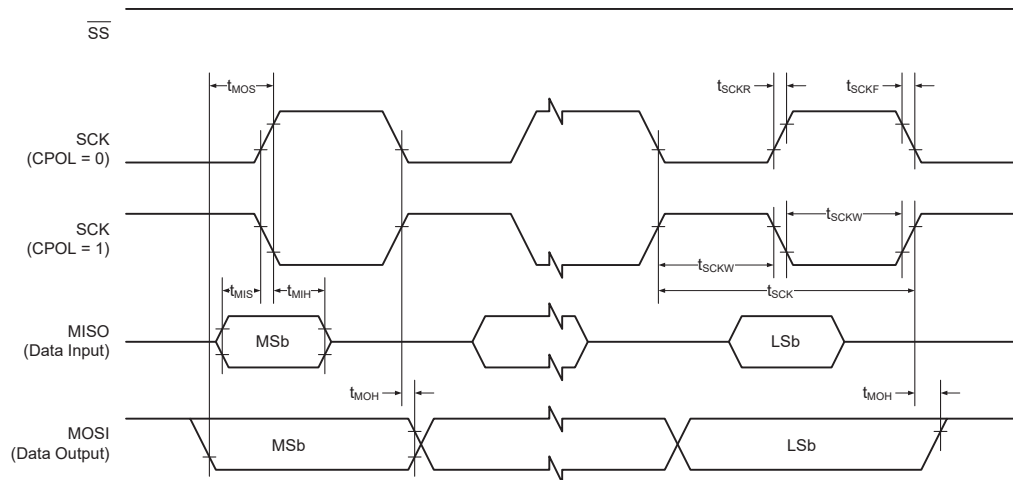 SS
tMOS
tSCKR
tSCKF
SCK
(CPOL = 0)
SCK
(CPOL = 1)
tSCKW
tSCKW
tSCK
tMIS
tMIH
MISO
(Data Input)
MSb
LSb
tMOH
tMOH
MOSI
(Data Output)
MSb
LSb